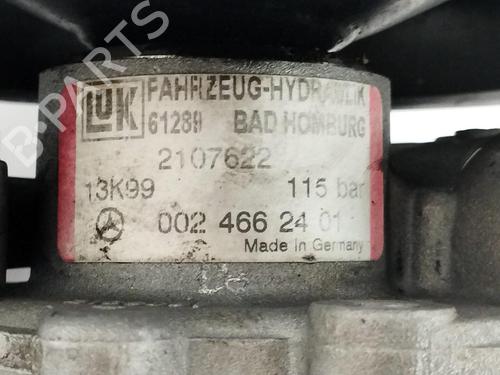 B-PARTS
LUK
FAHRZEUG-HYDRAULIK
61289 BAD HOMBURG
2107622
13K99 115 bar
002 466 24 01
Made in Germany